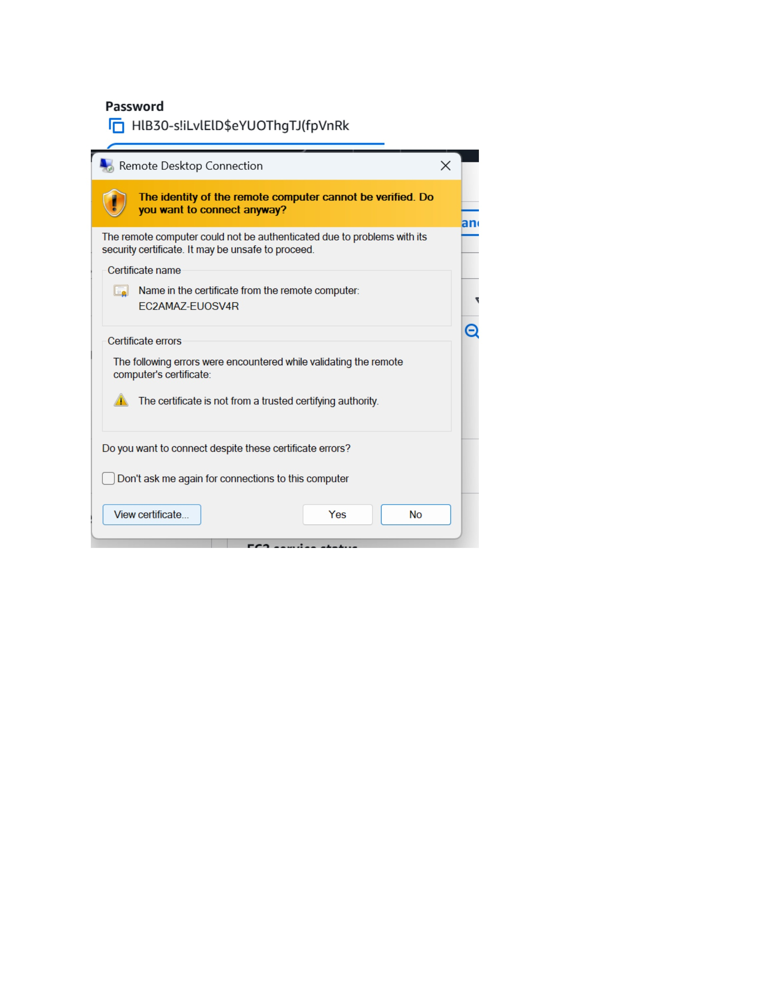 Password
HlB30-s!iLvlElD$eYUOThgTJ(fpVnRk
Remote Desktop Connection
The identity of the remote computer cannot be verified. Do
you want to connect anyway?
The remote computer could not be authenticated due to problems with its
security certificate. It may be unsafe to proceed.
Certificate name
Name in the certificate from the remote computer:
EC2AMAZ-EUOSV4R
Certificate errors
The following errors were encountered while validating the remote
computer's certificate:
The certificate is not from a trusted certifying authority.
Do you want to connect despite these certificate errors?
Don't ask me again for connections to this computer
View certificate...
Yes
No
EC2 service status